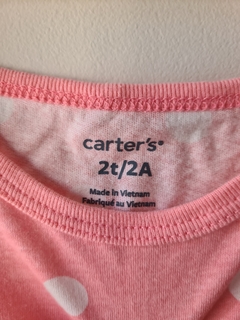 carter's®
2t/2A
Made in Vietnam
Fabriqué au Vietnam